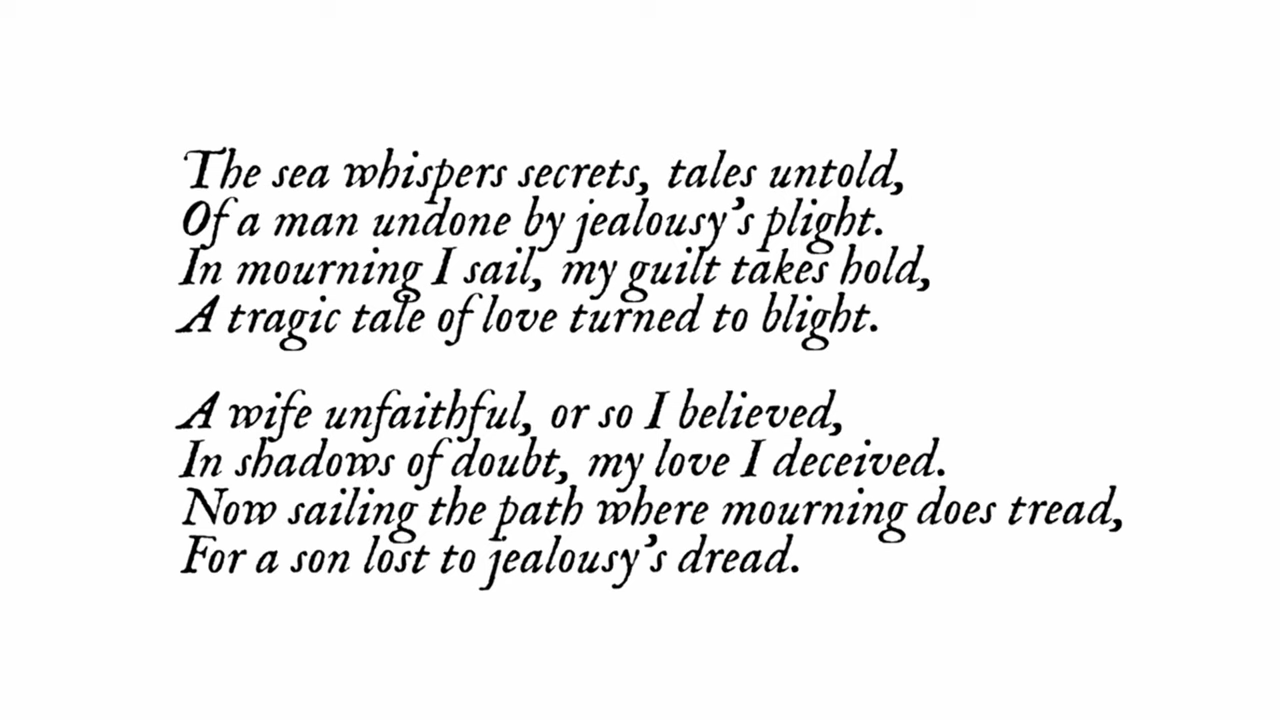 The sea whispers secrets, tales untold,
Of a man undone by jealousy's plight.
In mourning I sail, my guilt takes hold,
A tragic tale of love turned to blight.
A wife unfaithful, or so I believed,
In shadows of doubt, my love I deceived.
Now sailing the path where mourning does tread,
For a son lost to jealousy's dread.